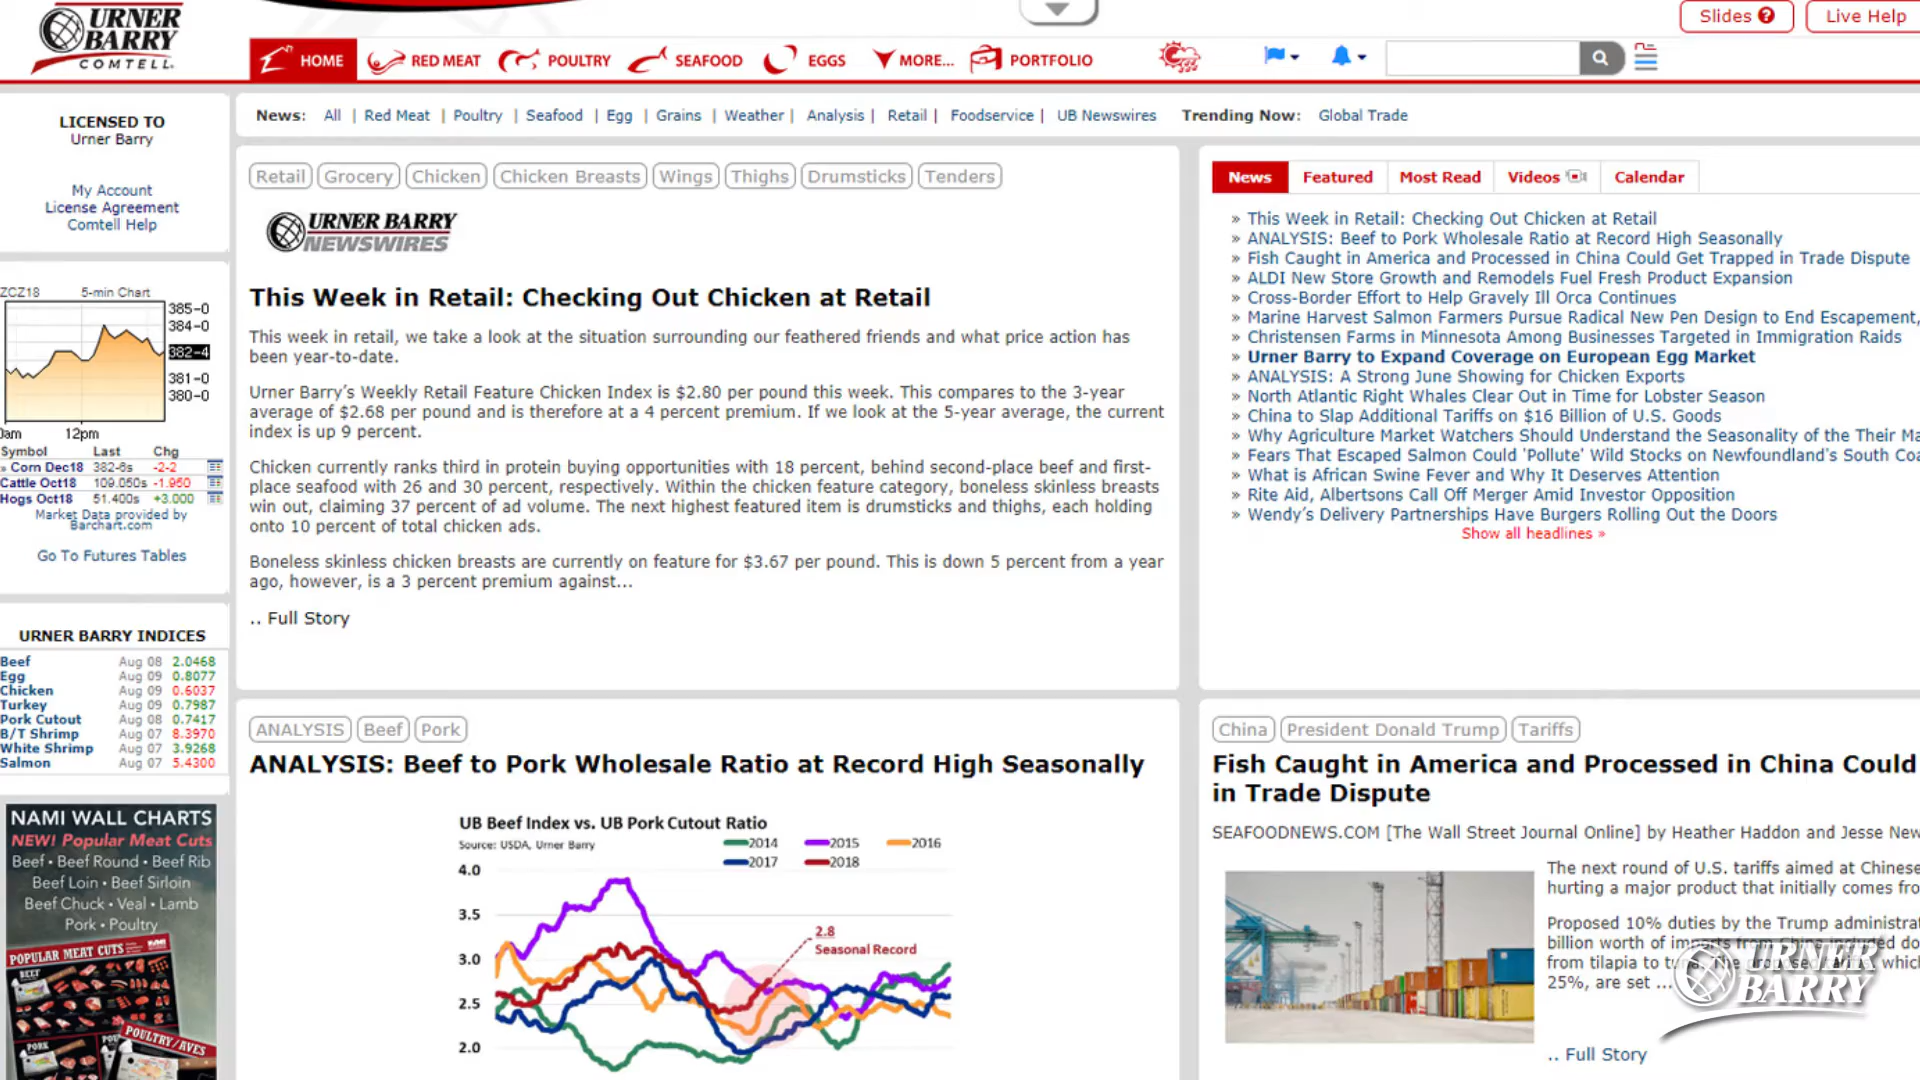 URNER
BARRY
COMTELL
Slides
Live Help
HOME
RED MEAT
POULTRY
SEAFOOD
EGGS
MORE...
PORTFOLIO
LICENSED TO
Urner Barry
My Account
License Agreement
Comtell Help
News: All | Red Meat | Poultry | Seafood | Egg | Grains | Weather | Analysis | Retail | Foodservice | UB Newswires Trending Now: Global Trade
ZCZ18 5-min Chart
385-0
384-0
382-4
381-0
380-0
12pm
Symbol Last Chg
» Corn Dec18 382-6s -2-2
Cattle Oct18 109.050s -1.950
Hogs Oct18 51.400s +3.000
Market Data provided by
Barchart.com
Go To Futures Tables
URNER BARRY INDICES
Beef Aug 08 2.0468
Egg Aug 09 0.8077
Chicken Aug 09 0.6037
Turkey Aug 09 0.7987
Pork Cutout Aug 08 0.7417
B/T Shrimp Aug 07 8.3970
White Shrimp Aug 07 3.9268
Salmon Aug 07 5.4300
NAMI WALL CHARTS
NEW! Popular Meat Cuts
Beef • Beef Round • Beef Rib
Beef Loin • Beef Sirloin
Beef Chuck • Veal • Lamb
Pork • Poultry
POPULAR MEAT CUTS
BEEF
POULTRY/AVES
PORK
Retail Grocery Chicken Chicken Breasts Wings Thighs Drumsticks Tenders
URNER BARRY
NEWSWIRES
This Week in Retail: Checking Out Chicken at Retail
This week in retail, we take a look at the situation surrounding our feathered friends and what price action has
been year-to-date.
Urner Barry's Weekly Retail Feature Chicken Index is $2.80 per pound this week. This compares to the 3-year
average of $2.68 per pound and is therefore at a 4 percent premium. If we look at the 5-year average, the current
index is up 9 percent.
Chicken currently ranks third in protein buying opportunities with 18 percent, behind second-place beef and first-
place seafood with 26 and 30 percent, respectively. Within the chicken feature category, boneless skinless breasts
win out, claiming 37 percent of ad volume. The next highest featured item is drumsticks and thighs, each holding
onto 10 percent of total chicken ads.
Boneless skinless chicken breasts are currently on feature for $3.67 per pound. This is down 5 percent from a year
ago, however, is a 3 percent premium against...
.. Full Story
News Featured Most Read Videos Calendar
» This Week in Retail: Checking Out Chicken at Retail
» ANALYSIS: Beef to Pork Wholesale Ratio at Record High Seasonally
» Fish Caught in America and Processed in China Could Get Trapped in Trade Dispute
» ALDI New Store Growth and Remodels Fuel Fresh Product Expansion
» Cross-Border Effort to Help Gravely Ill Orca Continues
» Marine Harvest Salmon Farmers Pursue Radical New Pen Design to End Escapement,
» Christensen Farms in Minnesota Among Businesses Targeted in Immigration Raids
» Urner Barry to Expand Coverage on European Egg Market
» ANALYSIS: A Strong June Showing for Chicken Exports
» North Atlantic Right Whales Clear Out in Time for Lobster Season
» China to Slap Additional Tariffs on $16 Billion of U.S. Goods
» Why Agriculture Market Watchers Should Understand the Seasonality of the Their Ma
» Fears That Escaped Salmon Could 'Pollute' Wild Stocks on Newfoundland's South Coa
» What is African Swine Fever and Why It Deserves Attention
» Rite Aid, Albertsons Call Off Merger Amid Investor Opposition
» Wendy's Delivery Partnerships Have Burgers Rolling Out the Doors
Show all headlines »
ANALYSIS Beef Pork
ANALYSIS: Beef to Pork Wholesale Ratio at Record High Seasonally
UB Beef Index vs. UB Pork Cutout Ratio
Source: USDA, Urner Barry
2014 2015 2016
2017 2018
4.0
3.5
3.0
2.5
2.0
2.8
Seasonal Record
China President Donald Trump Tariffs
Fish Caught in America and Processed in China Could
in Trade Dispute
SEAFOODNEWS.COM [The Wall Street Journal Online] by Heather Haddon and Jesse New
The next round of U.S. tariffs aimed at Chinese
hurting a major product that initially comes fro
Proposed 10% duties by the Trump administrat
billion worth of imports from China included do
from tilapia to tuna. The proposed tariffs, which
25%, are set ...
.. Full Story
URNER
BARRY